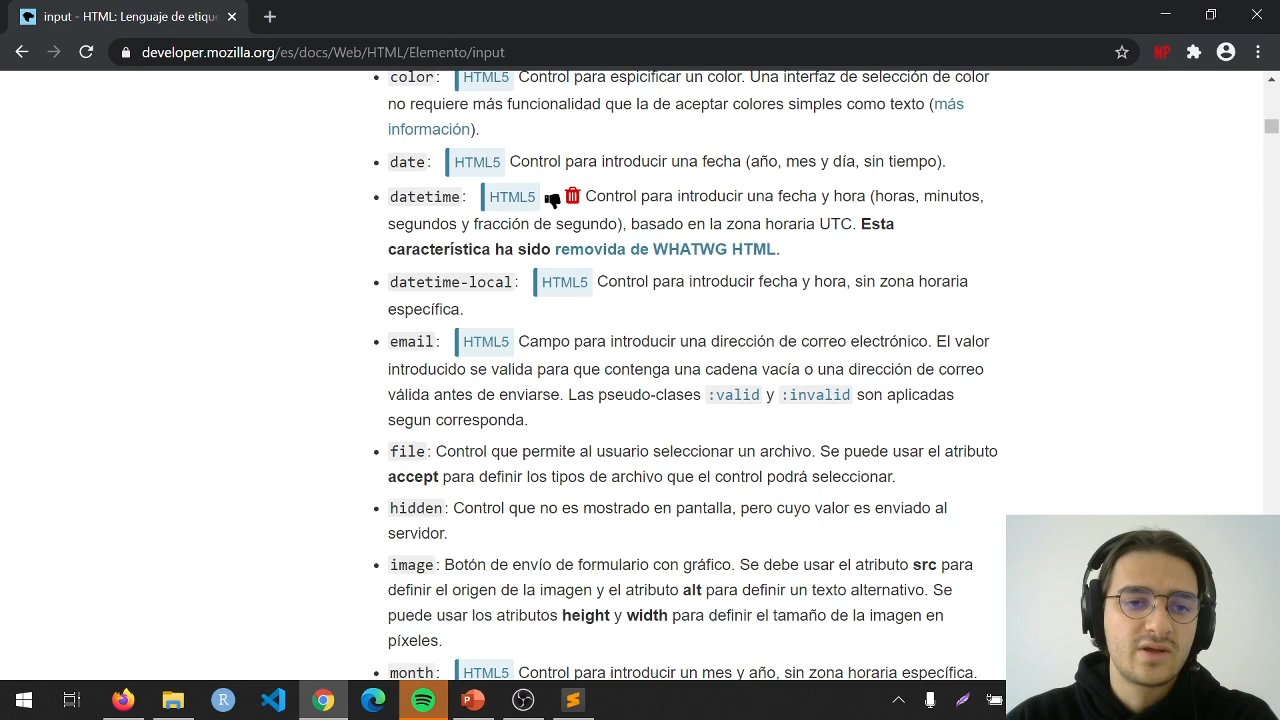 input - HTML: Lenguaje de etique
developer.mozilla.org/es/docs/Web/HTML/Elemento/input
NP
color: HTML5 Control para espicificar un color. Una interfaz de selección de color
no requiere más funcionalidad que la de aceptar colores simples como texto (más
información).
date: HTML5 Control para introducir una fecha (año, mes y día, sin tiempo).
datetime: HTML5 Control para introducir una fecha y hora (horas, minutos,
segundos y fracción de segundo), basado en la zona horaria UTC. Esta
característica ha sido removida de WHATWG HTML.
datetime-local: HTML5 Control para introducir fecha y hora, sin zona horaria
específica.
email: HTML5 Campo para introducir una dirección de correo electrónico. El valor
introducido se valida para que contenga una cadena vacía o una dirección de correo
válida antes de enviarse. Las pseudo-clases :valid y :invalid son aplicadas
segun corresponda.
file: Control que permite al usuario seleccionar un archivo. Se puede usar el atributo
accept para definir los tipos de archivo que el control podrá seleccionar.
hidden: Control que no es mostrado en pantalla, pero cuyo valor es enviado al
servidor.
image: Botón de envío de formulario con gráfico. Se debe usar el atributo src para
definir el origen de la imagen y el atributo alt para definir un texto alternativo. Se
puede usar los atributos height y width para definir el tamaño de la imagen en
píxeles.
month: HTML5 Control para introducir un mes y año, sin zona horaria específica.